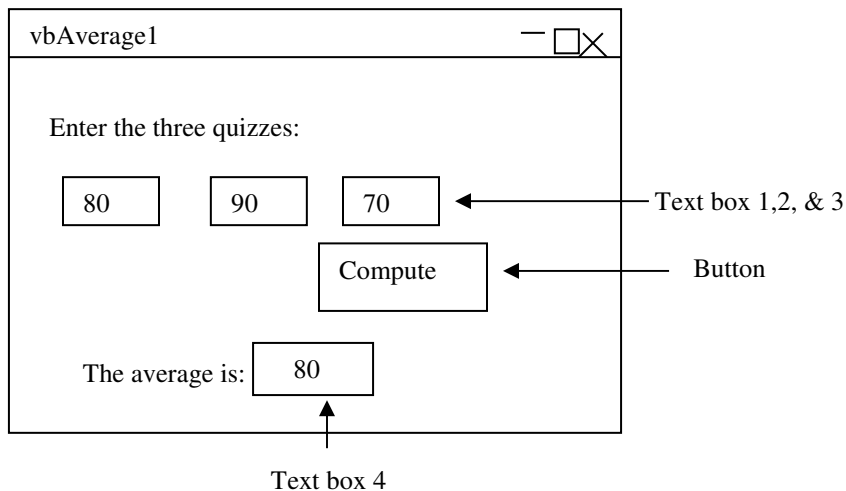 vbAverage1
Enter the three quizzes:
80 90 70 Text box 1,2, & 3
Compute Button
The average is: 80
Text box 4